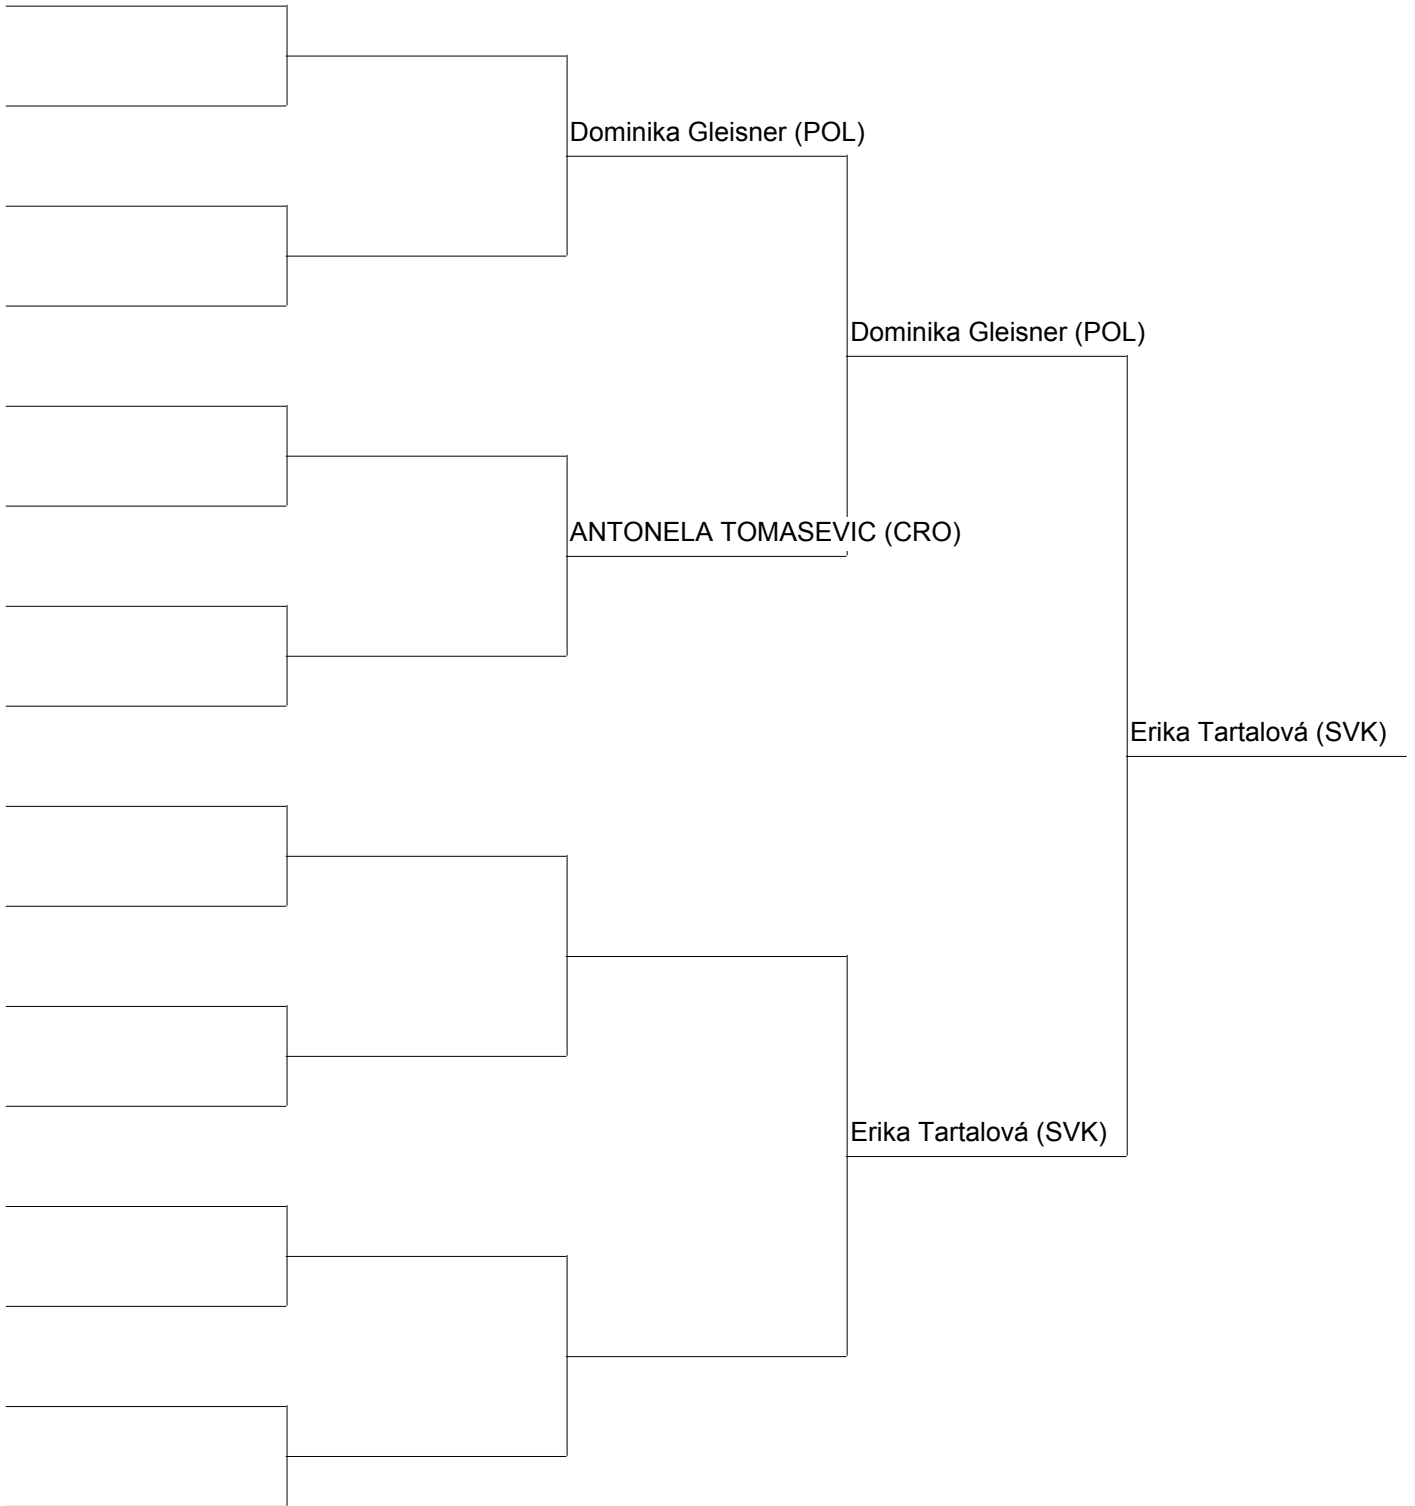 Dominika Gleisner (POL)
Dominika Gleisner (POL)
ANTONELA TOMASEVIC (CRO)
Erika Tartalová (SVK)
Erika Tartalová (SVK)